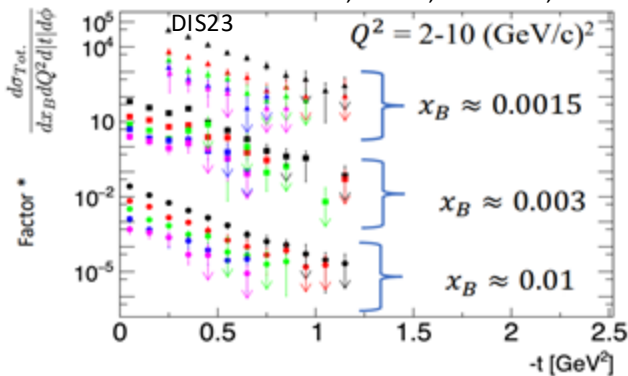 DIS23
Q² = 2-10 (GeV/c)²
Factor * dσ_Tot. / dx_B dQ² d|t|dϕ
10⁵
10⁴
10
10⁻²
10⁻⁵
x_B ≈ 0.0015
x_B ≈ 0.003
x_B ≈ 0.01
0 0.5 1 1.5 2 2.5
-t [GeV²]